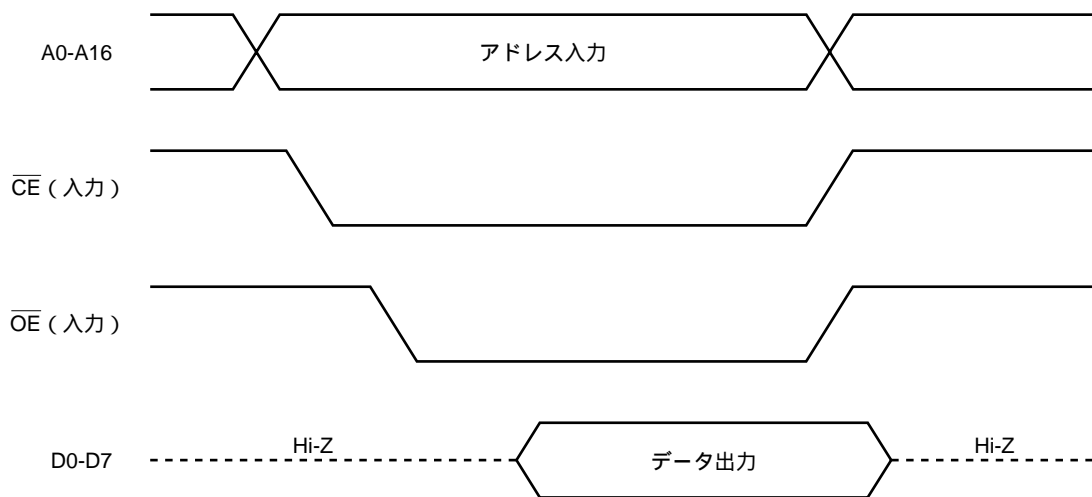 A0-A16
アドレス入力
CE（入力）
OE（入力）
D0-D7
Hi-Z
データ出力
Hi-Z